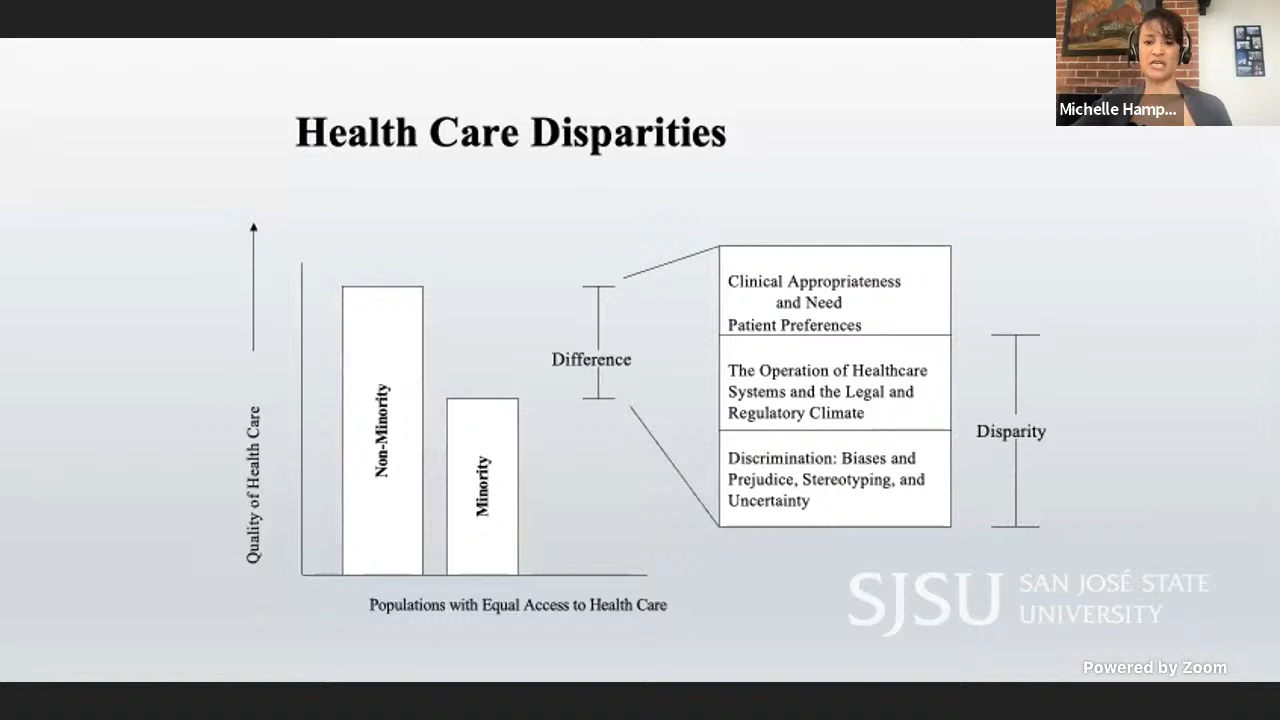 Michelle Hamp...
Health Care Disparities
Quality of Health Care
Non-Minority
Minority
Populations with Equal Access to Health Care
Difference
Clinical Appropriateness
and Need
Patient Preferences
The Operation of Healthcare
Systems and the Legal and
Regulatory Climate
Discrimination: Biases and
Prejudice, Stereotyping, and
Uncertainty
Disparity
SJSU
SAN JOSÉ STATE
UNIVERSITY
Powered by Zoom